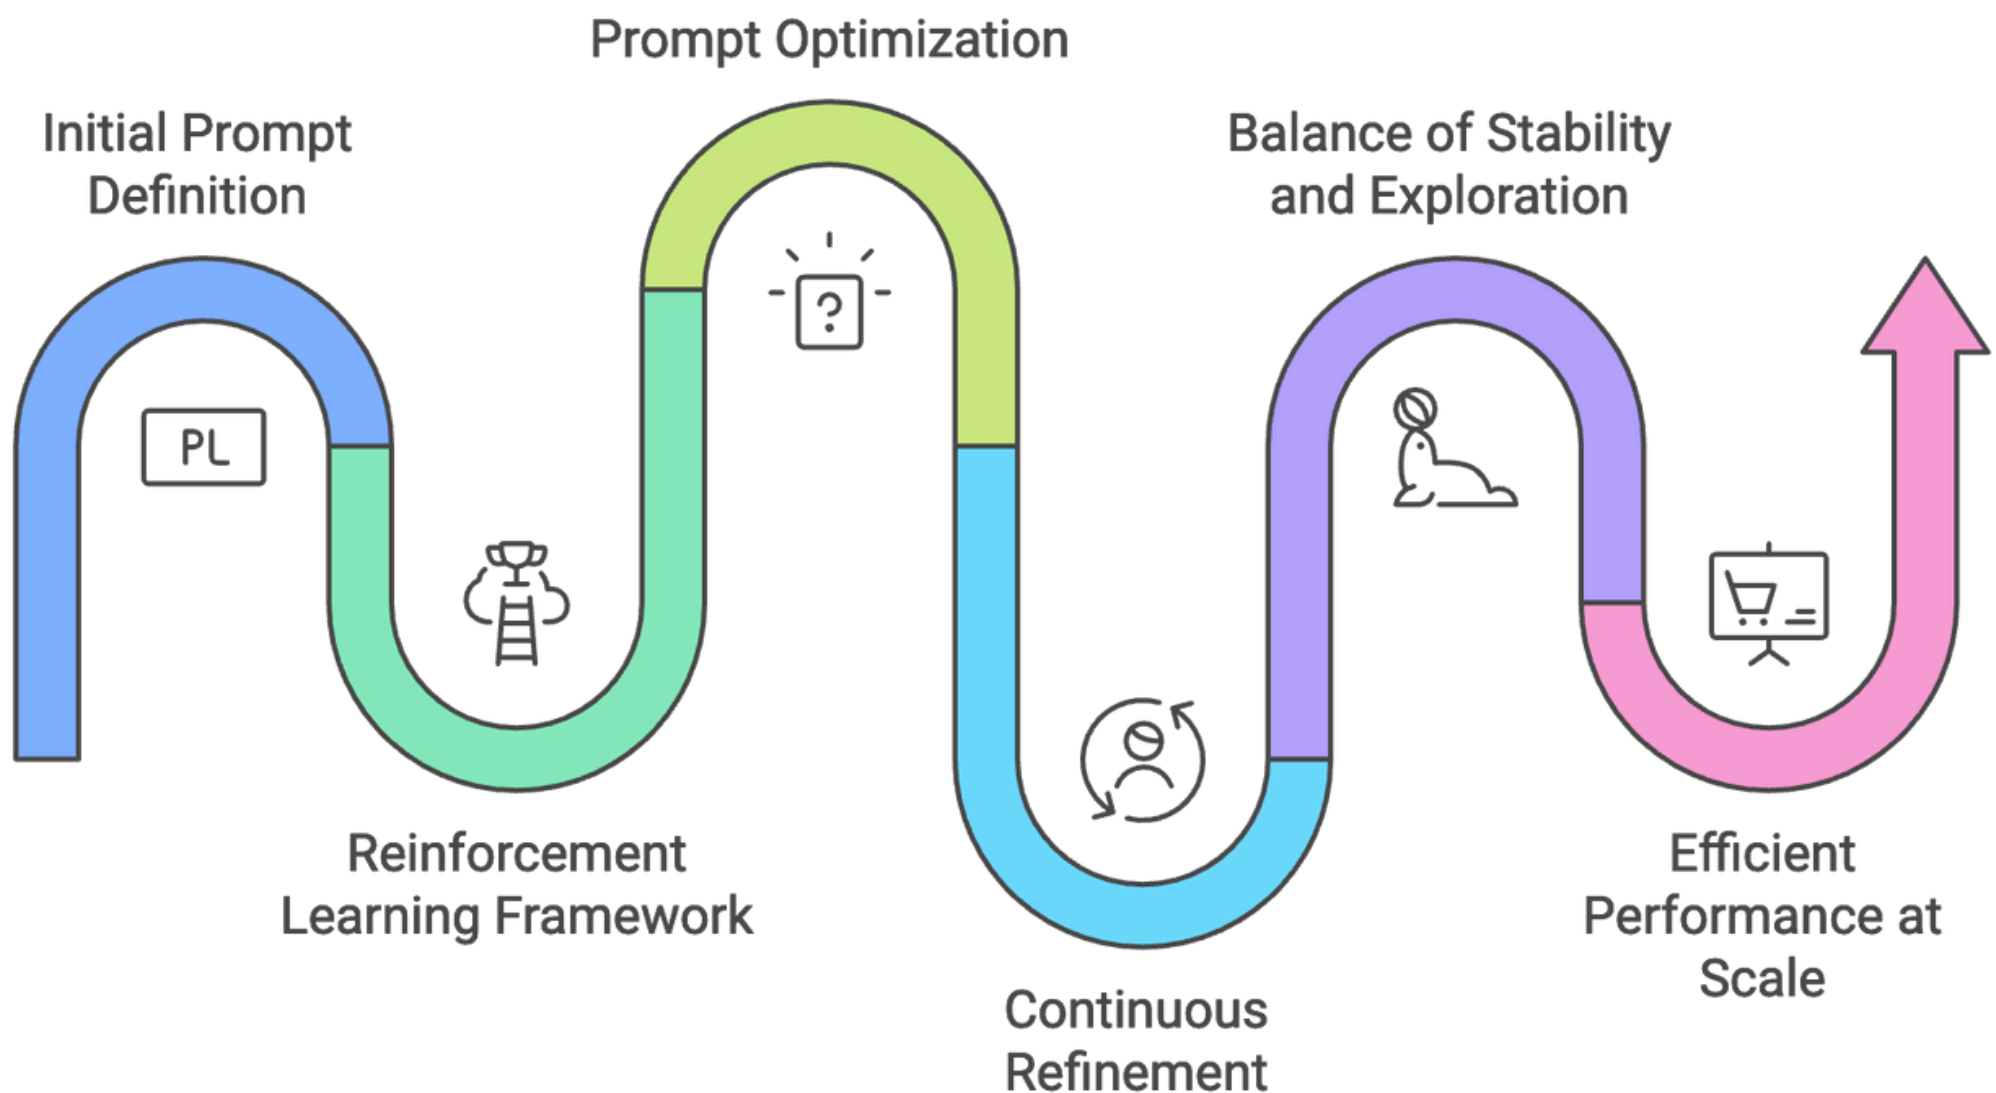 Prompt Optimization
Initial Prompt
Definition
Balance of Stability
and Exploration
?
PL
Reinforcement
Learning Framework
Efficient
Performance at
Scale
Continuous
Refinement